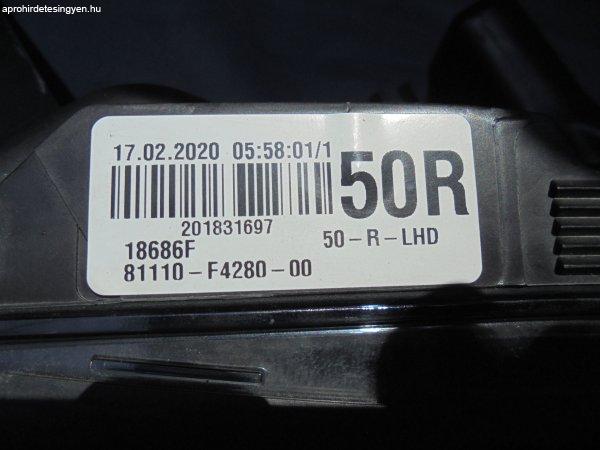 aprohirdetesingyen.hu
17.02.2020 05:58:01/1
50R
201831697
18686F 50-R-LHD
81110-F4280-00